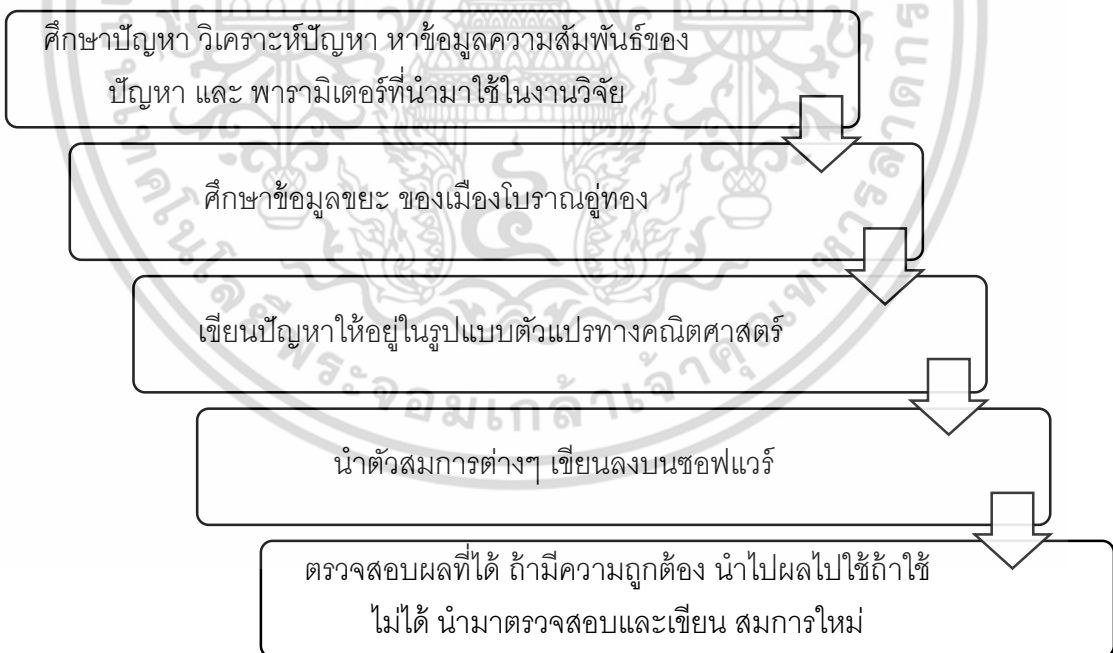 ศึกษาปัญหา วิเคราะห์ปัญหา หาข้อมูลความสัมพันธ์ของ
ปัญหา และ พารามิเตอร์ที่นำมาใช้ในงานวิจัย
ศึกษาข้อมูลขยะ ของเมืองโบราณอู่ทอง
เขียนปัญหาให้อยู่ในรูปแบบตัวแปรทางคณิตศาสตร์
นำตัวสมการต่างๆ เขียนลงบนซอฟแวร์
ตรวจสอบผลที่ได้ ถ้ามีความถูกต้อง นำไปผลไปใช้ถ้าใช้
ไม่ได้ นำมาตรวจสอบและเขียน สมการใหม่